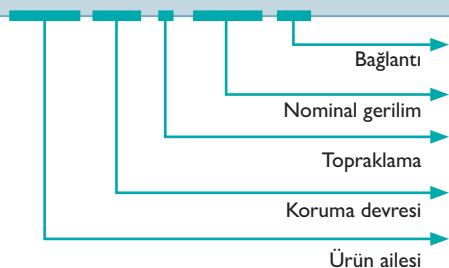 Bağlantı
Nominal gerilim
Topraklama
Koruma devresi
Ürün ailesi